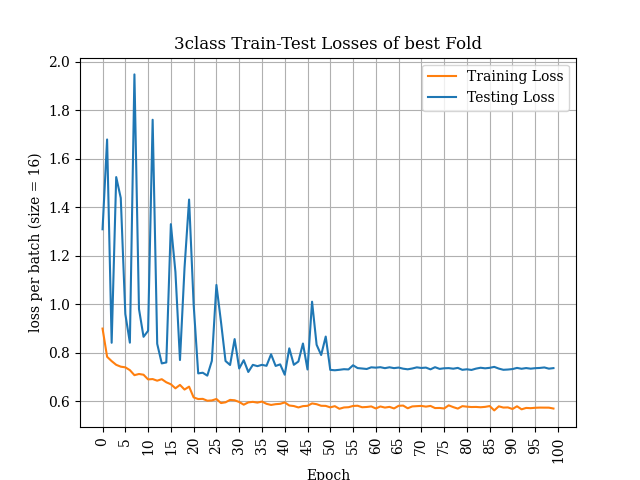 3class Train-Test Losses of best Fold
Training Loss
Testing Loss
loss per batch (size = 16)
2.0
1.8
1.6
1.4
1.2
1.0
0.8
0.6
0 5 10 15 20 25 30 35 40 45 50 55 60 65 70 75 80 85 90 95 100
Epoch